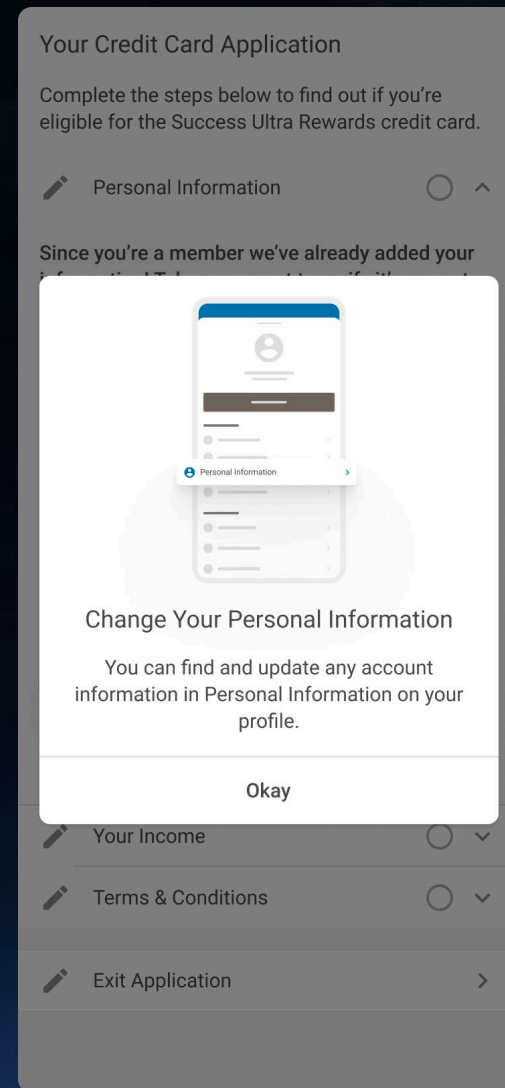 Your Credit Card Application
Complete the steps below to find out if you’re
eligible for the Success Ultra Rewards credit card.
Personal Information
Since you’re a member we’ve already added your
Personal Information
Change Your Personal Information
You can find and update any account
information in Personal Information on your
profile.
Okay
Your Income
Terms & Conditions
Exit Application